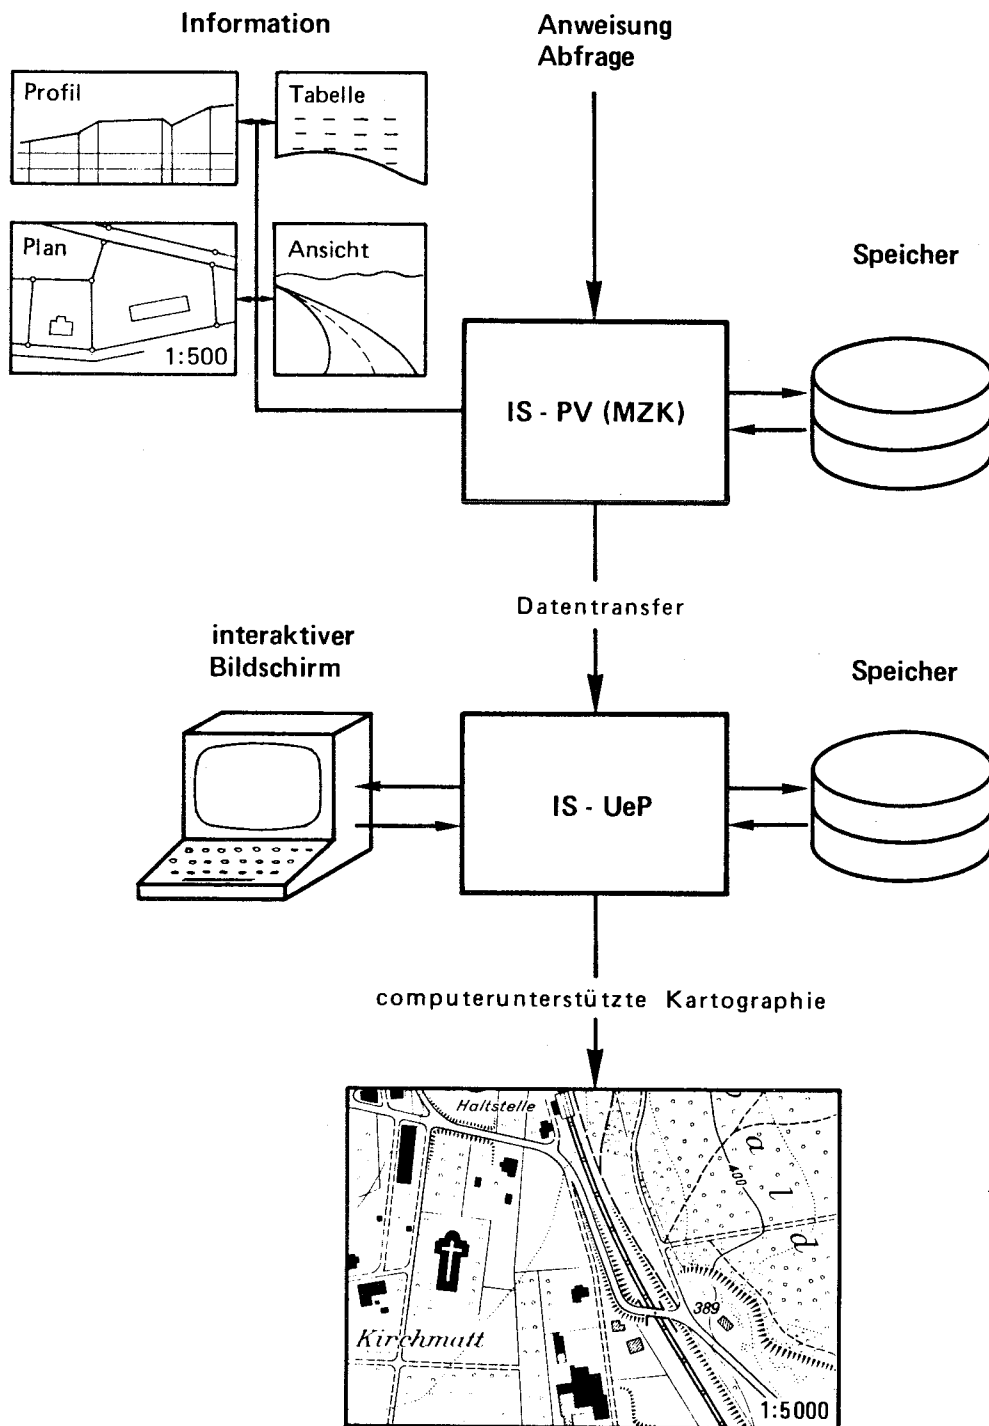 Information
Anweisung
Abfrage
Profil
Tabelle
Plan
1:500
Ansicht
Speicher
IS - PV (MZK)
Datentransfer
interaktiver
Bildschirm
Speicher
IS - UeP
computerunterstützte Kartographie
Haltstelle
a
l
d
400
389
Kirchmatt
1:5000